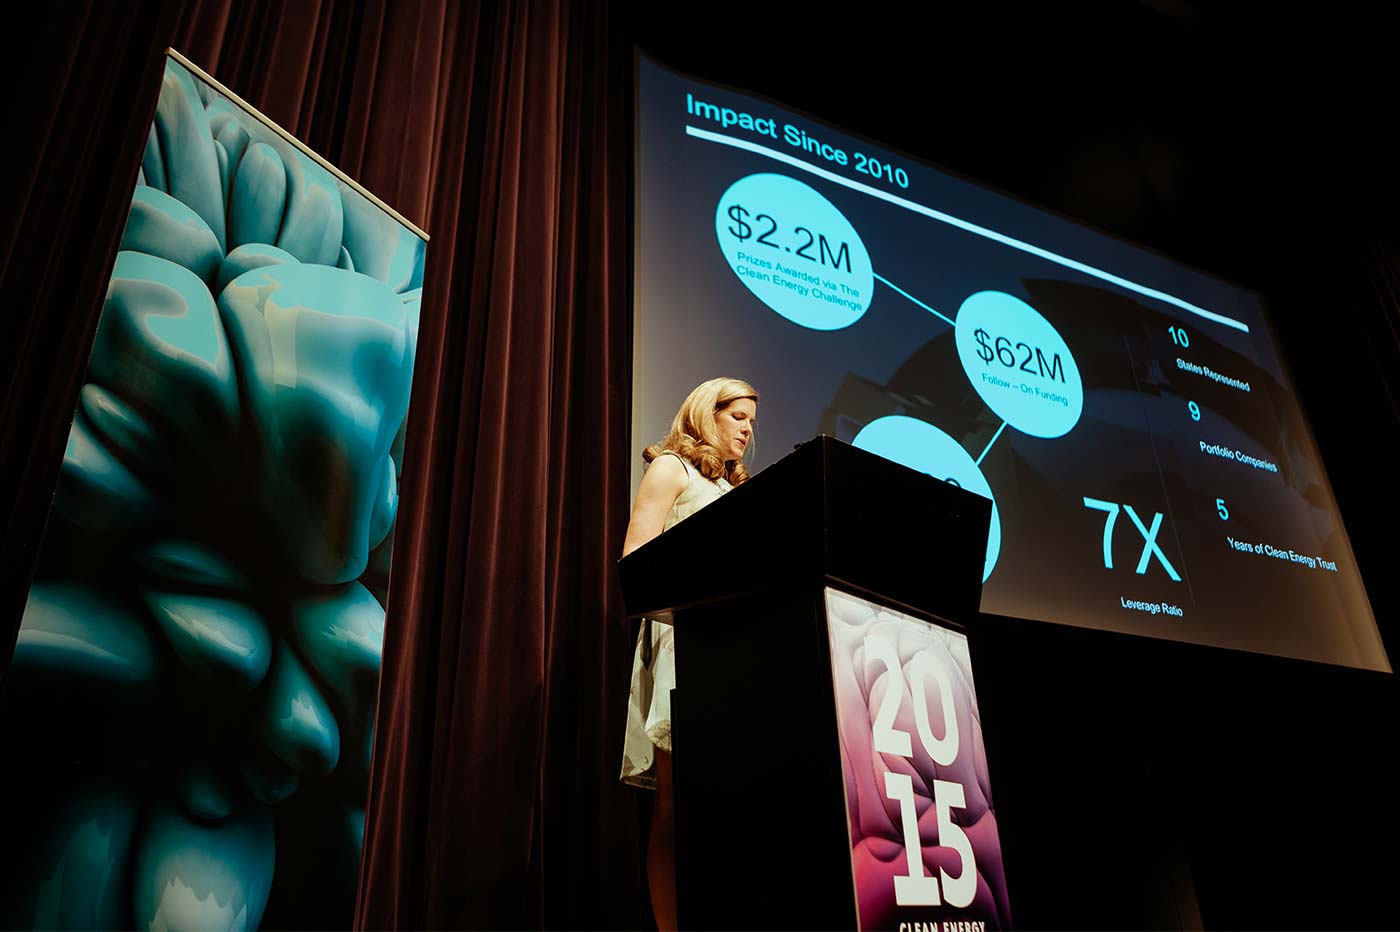 Impact Since 2010
$2.2M
Prizes Awarded via The
Clean Energy Challenge
$62M
Follow – On Funding
10
States Represented
9
Portfolio Companies
5
Years of Clean Energy Trust
7X
Leverage Ratio
20
15
CLEAN ENERGY